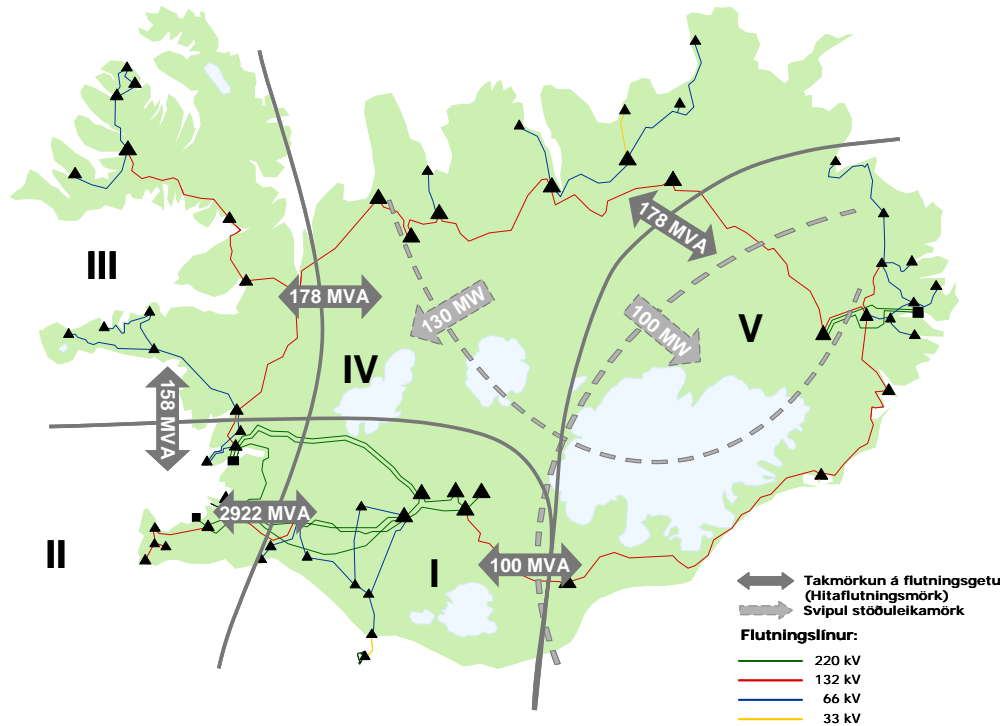 178 MVA
III
178 MVA
130 MW
100 MW
V
IV
158 MVA
2922 MVA
II
I
100 MVA
Takmörkun á flutningsgetu
(Hitaflutningsmörk)
Svipul stöðuleikamörk
Flutningslínur:
220 kV
132 kV
66 kV
33 kV